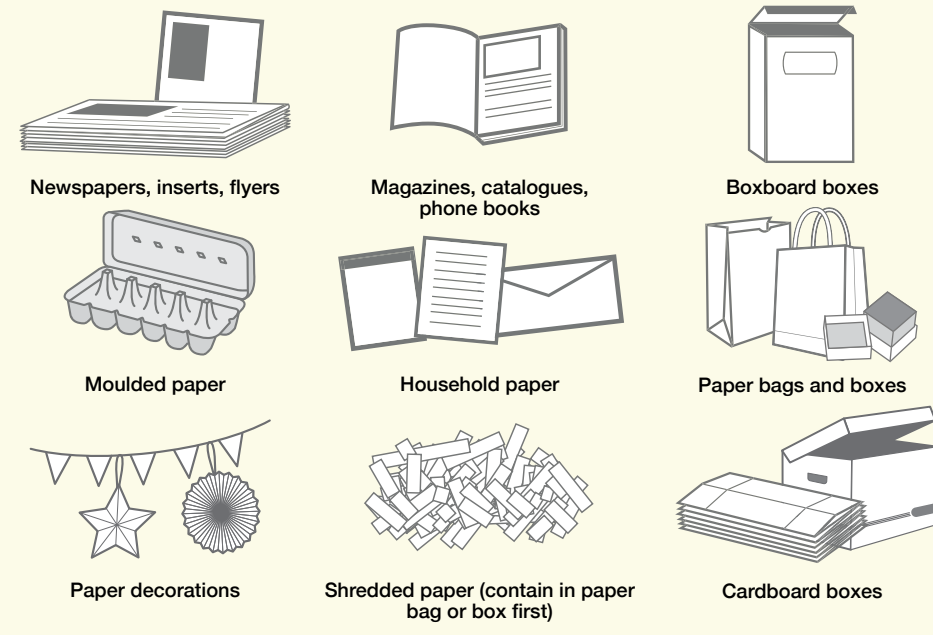 Newspapers, inserts, flyers
Magazines, catalogues,
phone books
Boxboard boxes
Moulded paper
Household paper
Paper bags and boxes
Paper decorations
Shredded paper (contain in paper
bag or box first)
Cardboard boxes